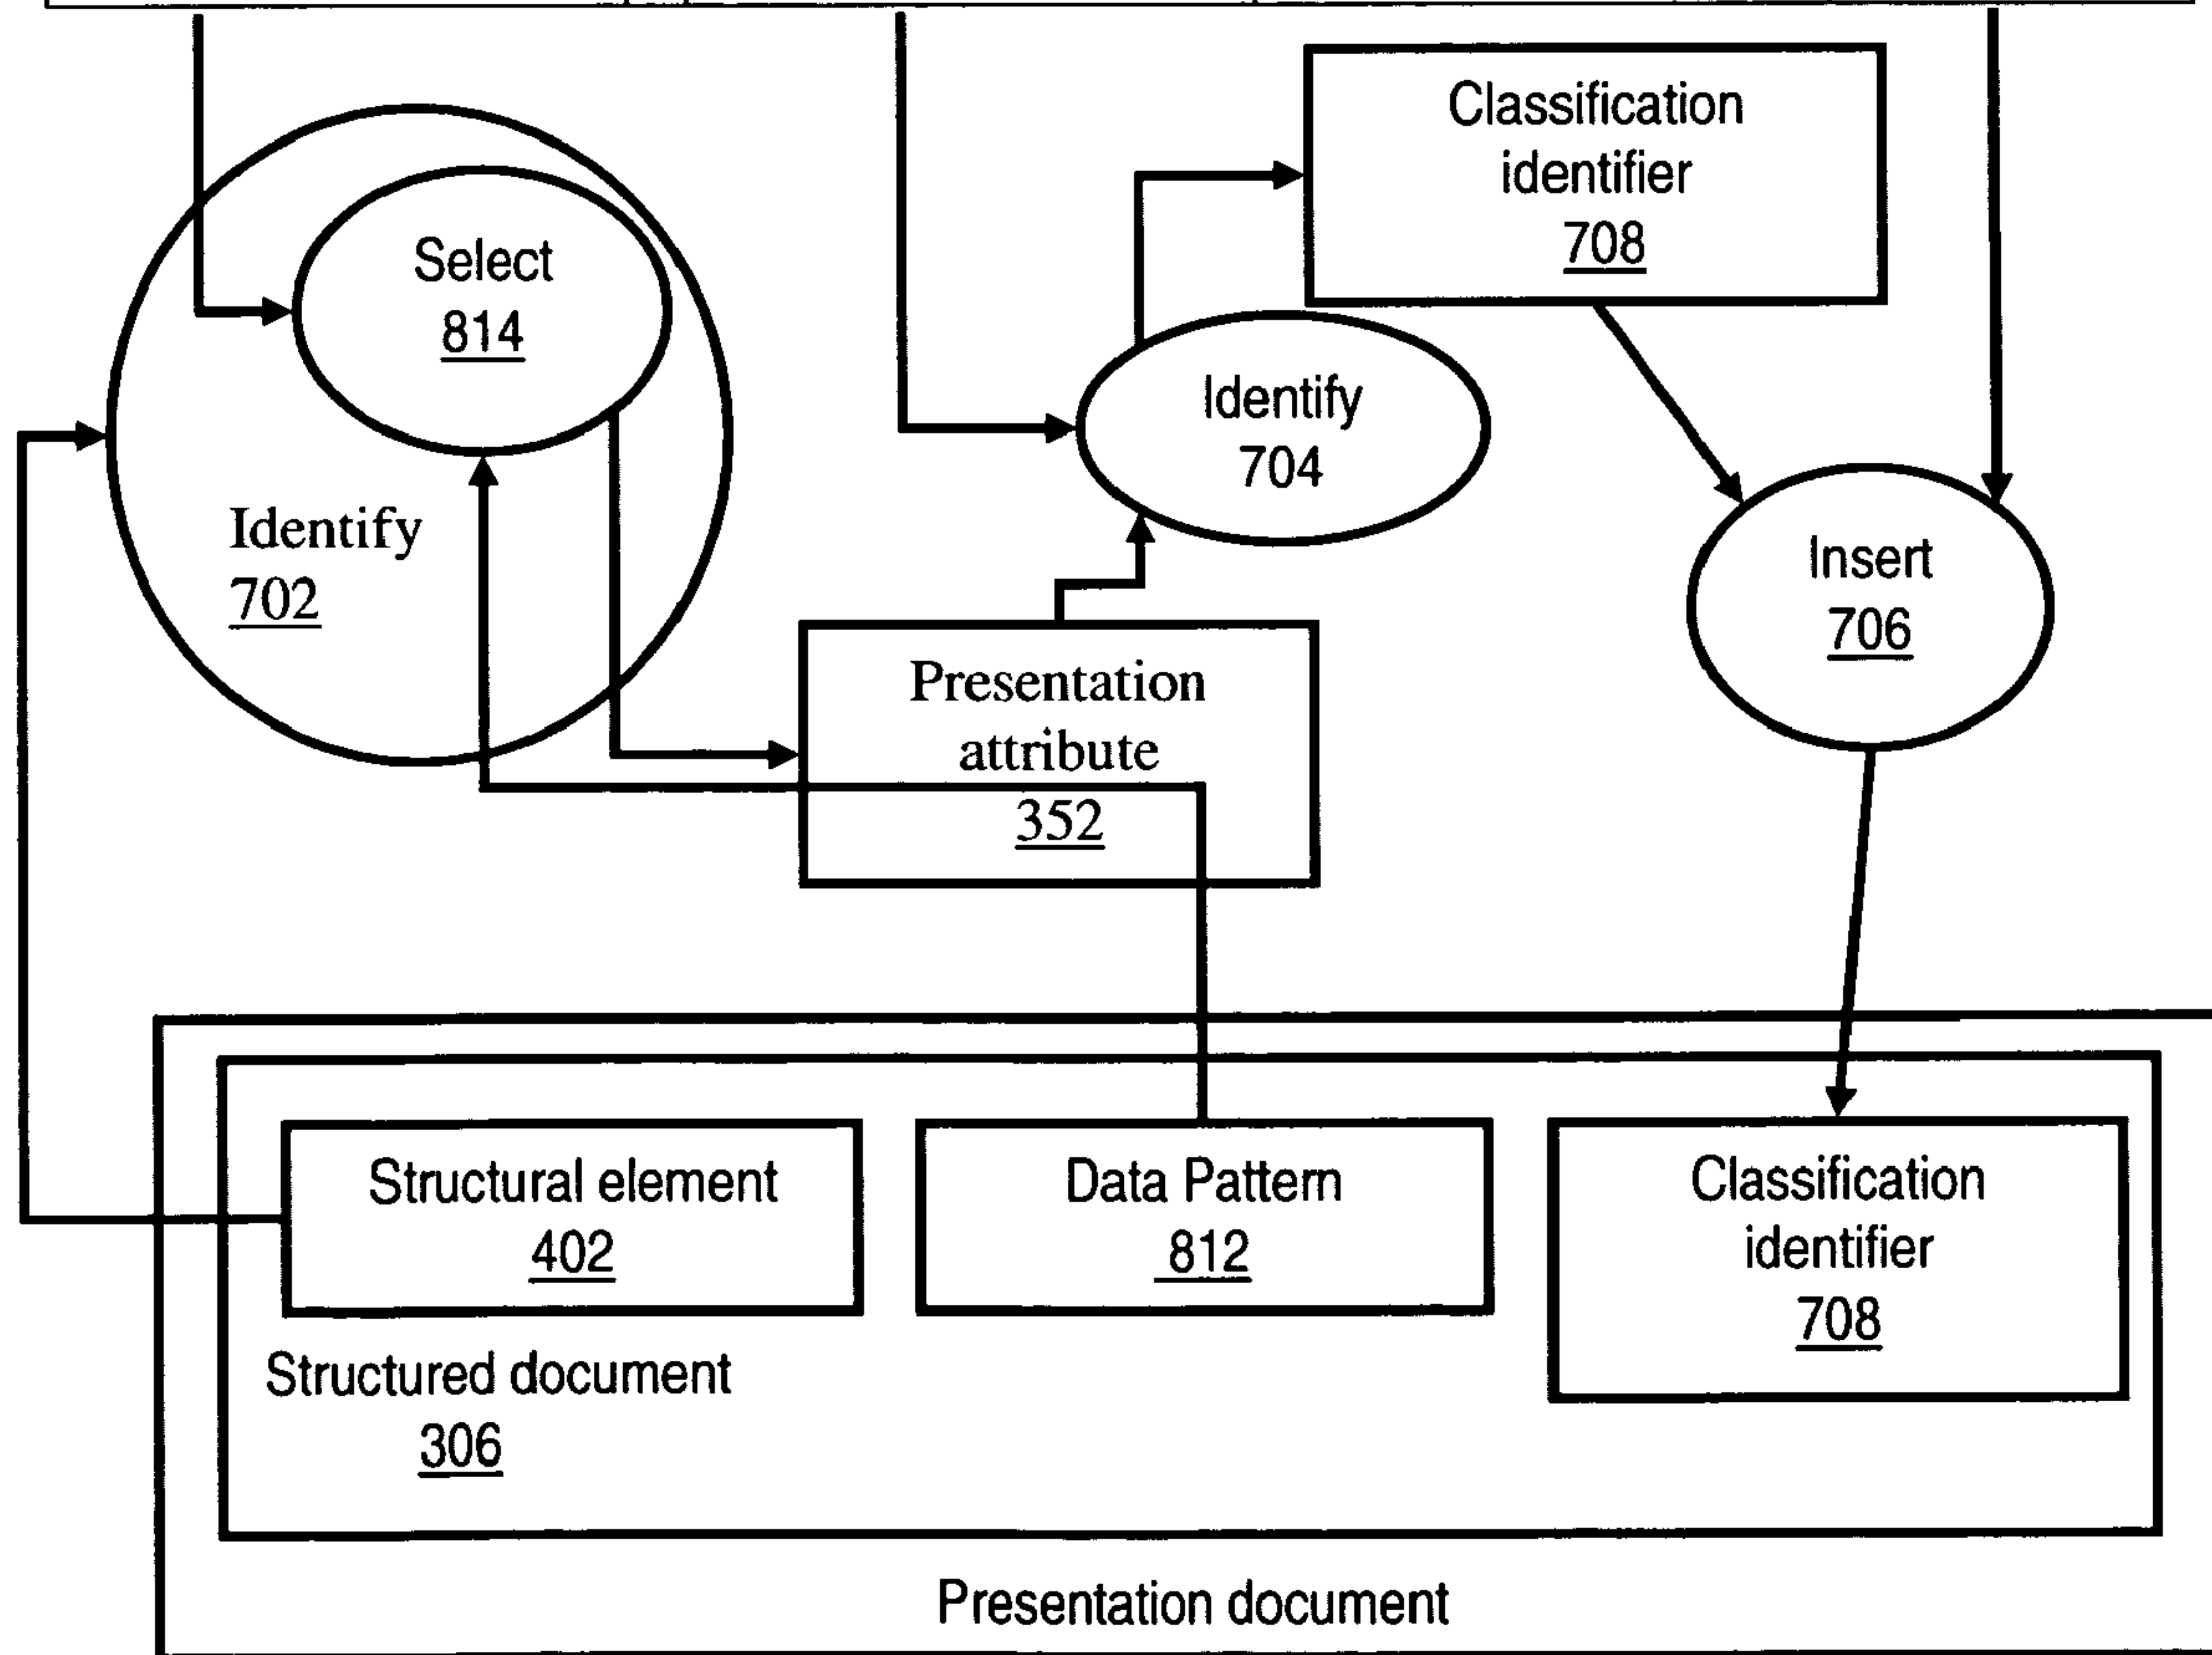 Classification
identifier
708
Select
814
Identify
704
Identify
702
Insert
706
Presentation
attribute
352
Structural element
402
Data Pattern
812
Classification
identifier
708
Structured document
306
Presentation document